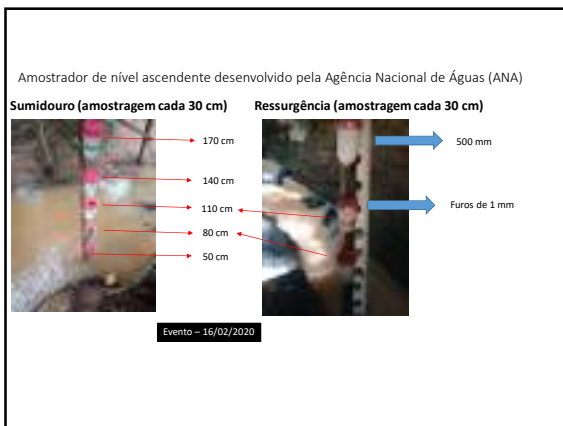 Amostrador de nível ascendente desenvolvido pela Agência Nacional de Águas (ANA)
Sumidouro (amostragem cada 30 cm)
Ressurgência (amostragem cada 30 cm)
170 cm
140 cm
110 cm
80 cm
50 cm
500 mm
Furos de 1 mm
Evento – 16/02/2020